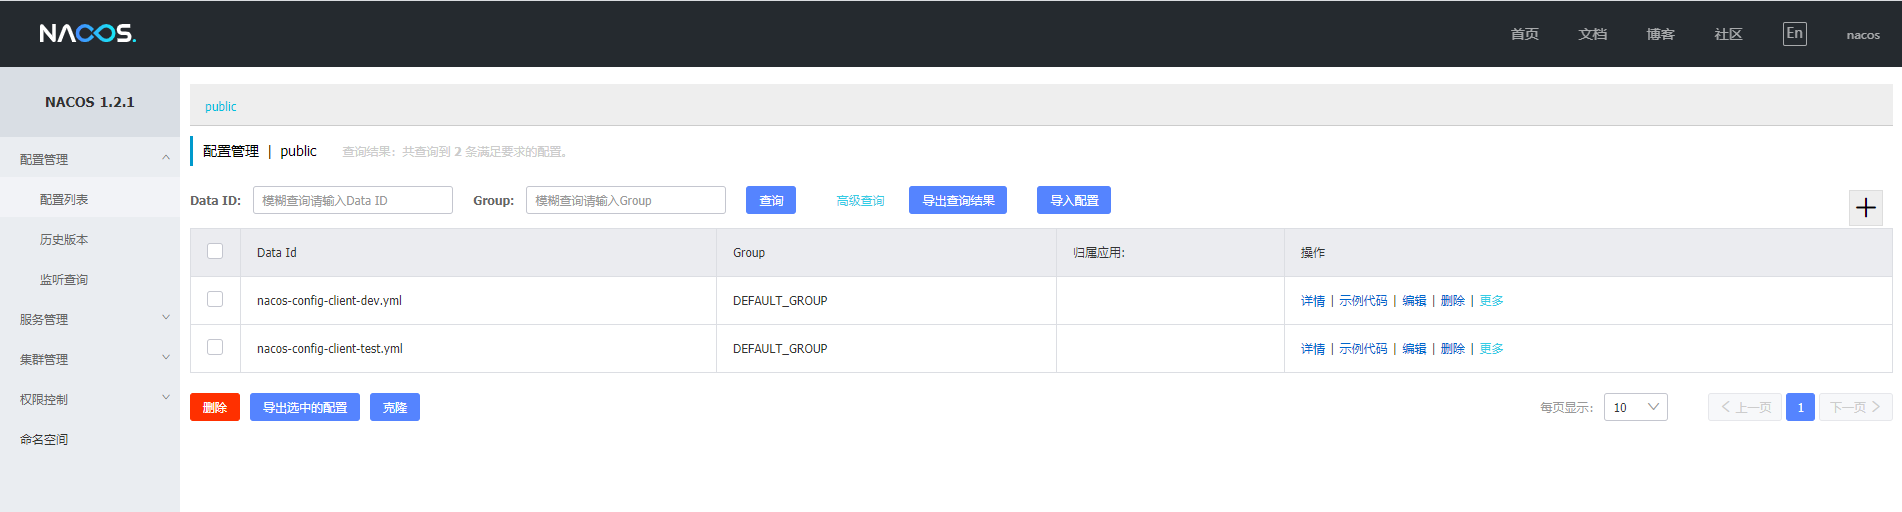 NACOS.
首页 文档 博客 社区 En nacos
NACOS 1.2.1
配置管理
配置列表
历史版本
监听查询
服务管理
集群管理
权限控制
命名空间
public
配置管理 | public 查询结果：共查询到 2 条满足要求的配置。
Data ID: 模糊查询请输入Data ID Group: 模糊查询请输入Group 查询 高级查询 导出查询结果 导入配置
Data Id Group 归属应用: 操作
nacos-config-client-dev.yml DEFAULT_GROUP 详情 | 示例代码 | 编辑 | 删除 | 更多
nacos-config-client-test.yml DEFAULT_GROUP 详情 | 示例代码 | 编辑 | 删除 | 更多
删除 导出选中的配置 克隆 每页显示: 10 上一页 1 下一页